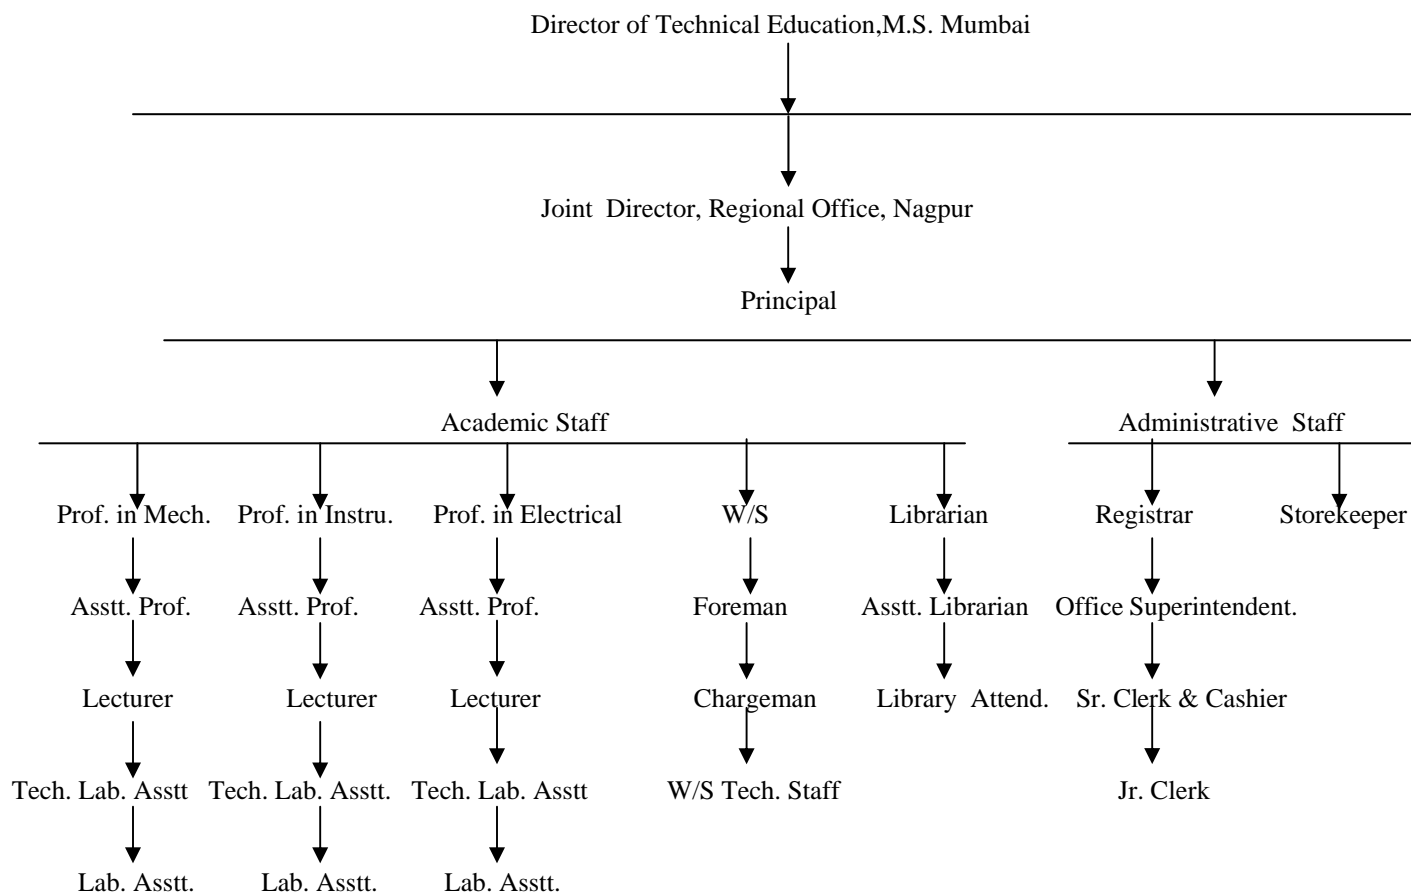 Director of Technical Education,M.S. Mumbai
Joint Director, Regional Office, Nagpur
Principal
Academic Staff Administrative Staff
Prof. in Mech. Prof. in Instru. Prof. in Electrical W/S Librarian Registrar Storekeeper
Asstt. Prof. Asstt. Prof. Asstt. Prof. Foreman Asstt. Librarian Office Superintendent.
Lecturer Lecturer Lecturer Chargeman Library Attend. Sr. Clerk & Cashier
Tech. Lab. Asstt Tech. Lab. Asstt. Tech. Lab. Asstt W/S Tech. Staff Jr. Clerk
Lab. Asstt. Lab. Asstt. Lab. Asstt.